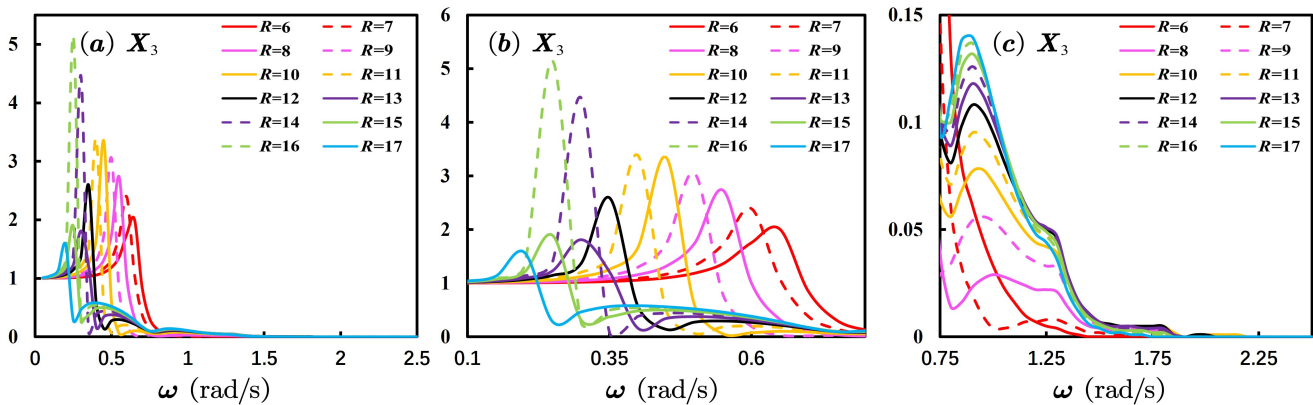 (a) X₃
R=6 R=7
R=8 R=9
R=10 R=11
R=12 R=13
R=14 R=15
R=16 R=17
5
4
3
2
1
0
0 0.5 1 1.5 2 2.5
ω (rad/s)
(b) X₃
R=6 R=7
R=8 R=9
R=10 R=11
R=12 R=13
R=14 R=15
R=16 R=17
6
5
4
3
2
1
0
0.1 0.35 0.6
ω (rad/s)
(c) X₃
R=6 R=7
R=8 R=9
R=10 R=11
R=12 R=13
R=14 R=15
R=16 R=17
0.15
0.1
0.05
0
0.75 1.25 1.75 2.25
ω (rad/s)